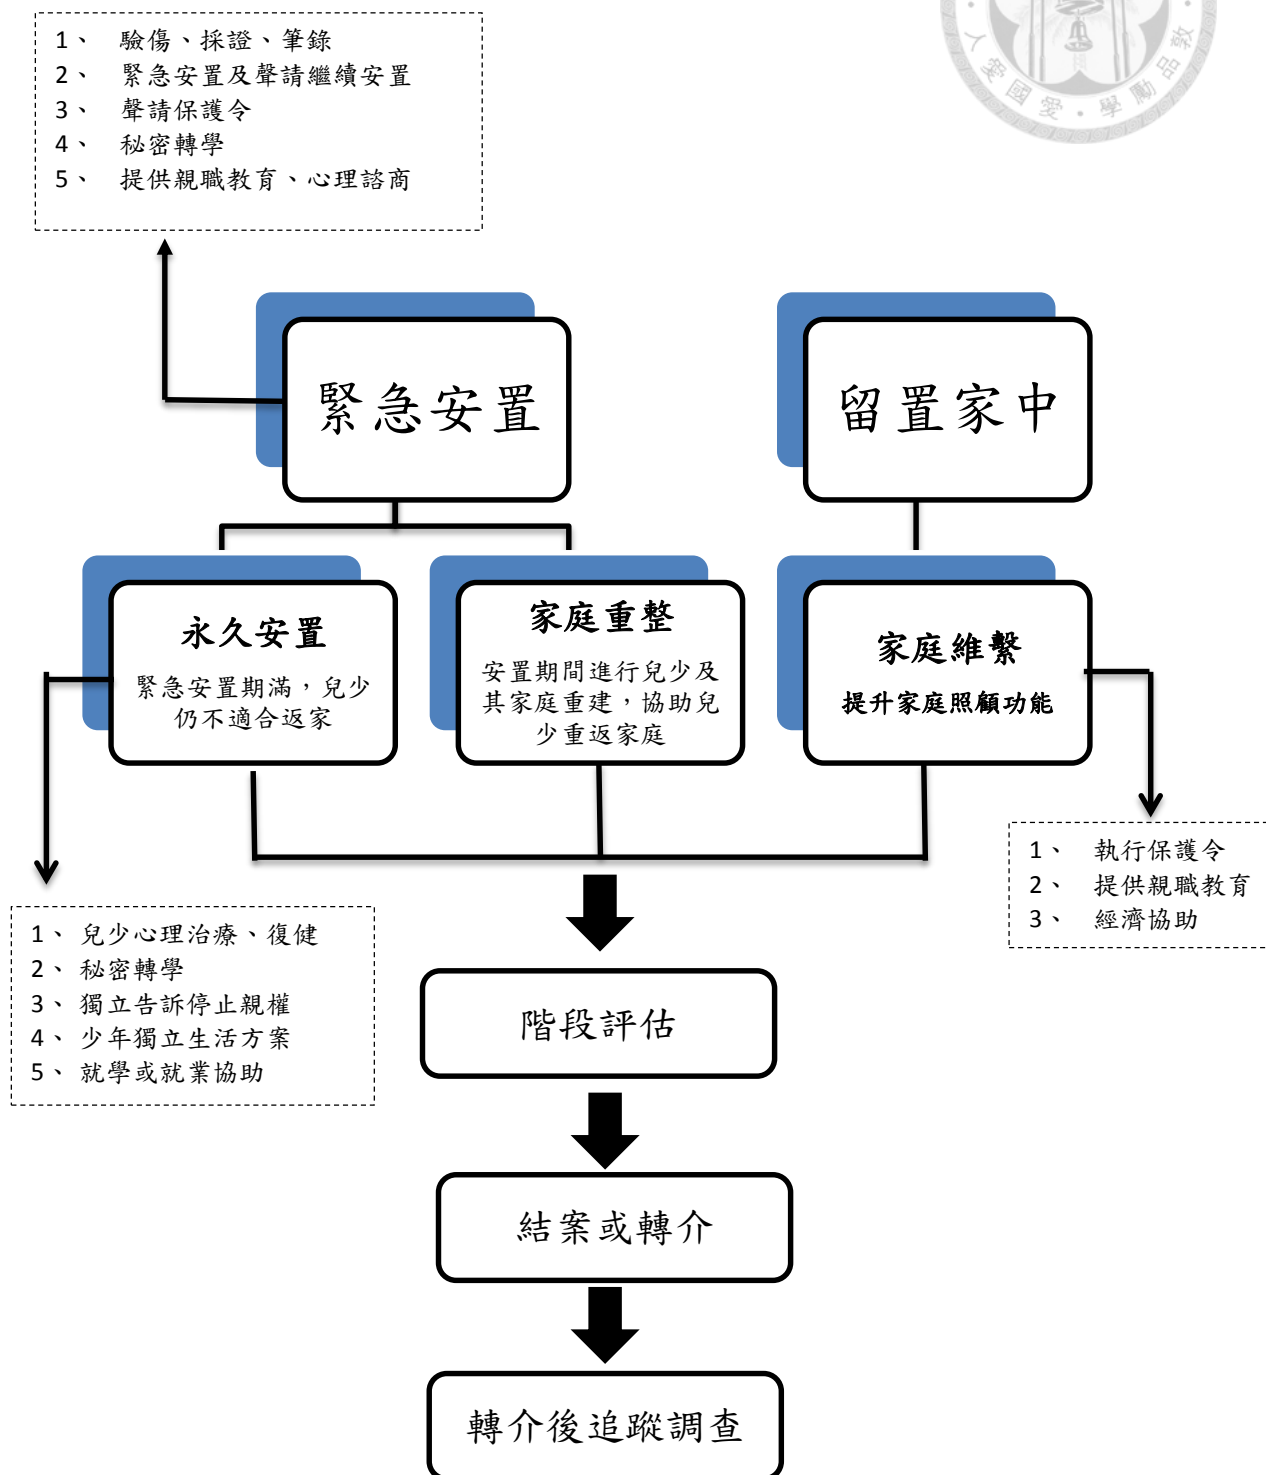 1、 驗傷、採證、筆錄
2、 緊急安置及聲請繼續安置
3、 聲請保護令
4、 秘密轉學
5、 提供親職教育、心理諮商
人 愛 國 愛 · 學 勵 品 敦
緊急安置
留置家中
永久安置
緊急安置期滿，兒少
仍不適合返家
家庭重整
安置期間進行兒少及
其家庭重建，協助兒
少重返家庭
家庭維繫
提升家庭照顧功能
1、 執行保護令
2、 提供親職教育
3、 經濟協助
1、 兒少心理治療、復健
2、 秘密轉學
3、 獨立告訴停止親權
4、 少年獨立生活方案
5、 就學或就業協助
階段評估
結案或轉介
轉介後追蹤調查